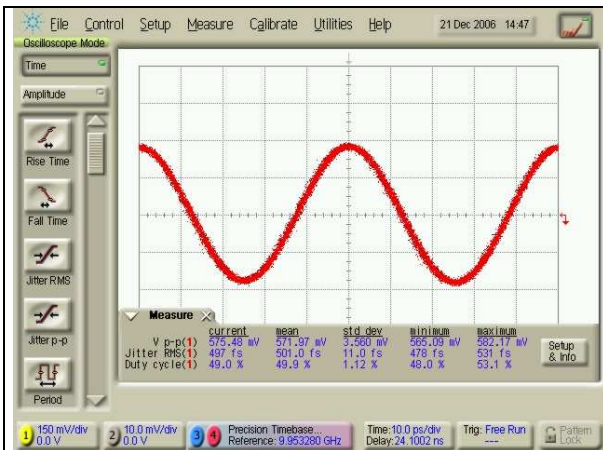 File Control Setup Measure Calibrate Utilities Help 21 Dec 2006 14:47
Oscilloscope Mode
Time
Amplitude
Rise Time
Fall Time
Jitter RMS
Jitter p-p
Period
Measure
current mean std dev minimum maximum
V p-p(1) 575.48 mV 571.97 mV 3.560 mV 565.09 mV 582.17 mV
Jitter RMS(1) 497 fs 501.0 fs 11.0 fs 478 fs 531 fs
Duty cycle(1) 49.0 % 49.9 % 1.12 % 48.0 % 53.1 %
Setup
& Info
1 150 mV/div
0.0 V
2 10.0 mV/div
0.0 V
3 4 Precision Timebase...
Reference: 9.953280 GHz
Time:10.0 ps/div
Delay:24.1002 ns
Trig: Free Run
---
Pattern
Lock